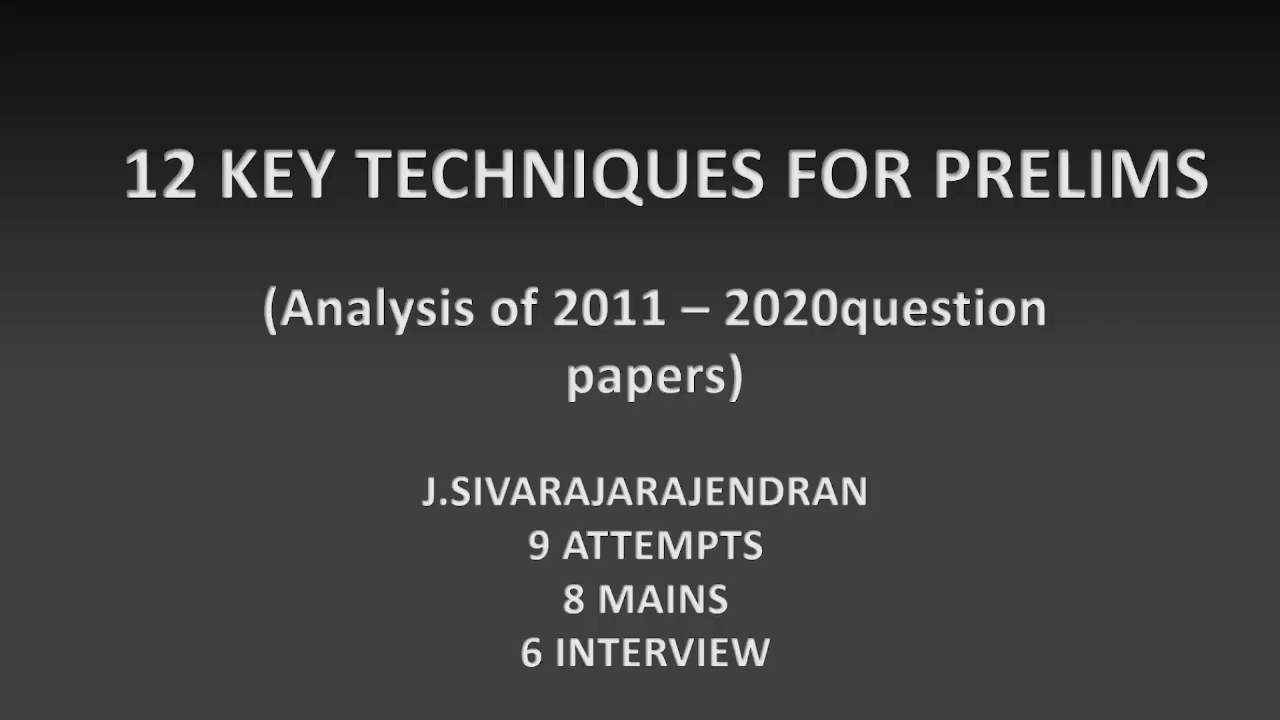 12 KEY TECHNIQUES FOR PRELIMS
(Analysis of 2011 – 2020question
papers)
J.SIVARAJARAJENDRAN
9 ATTEMPTS
8 MAINS
6 INTERVIEW